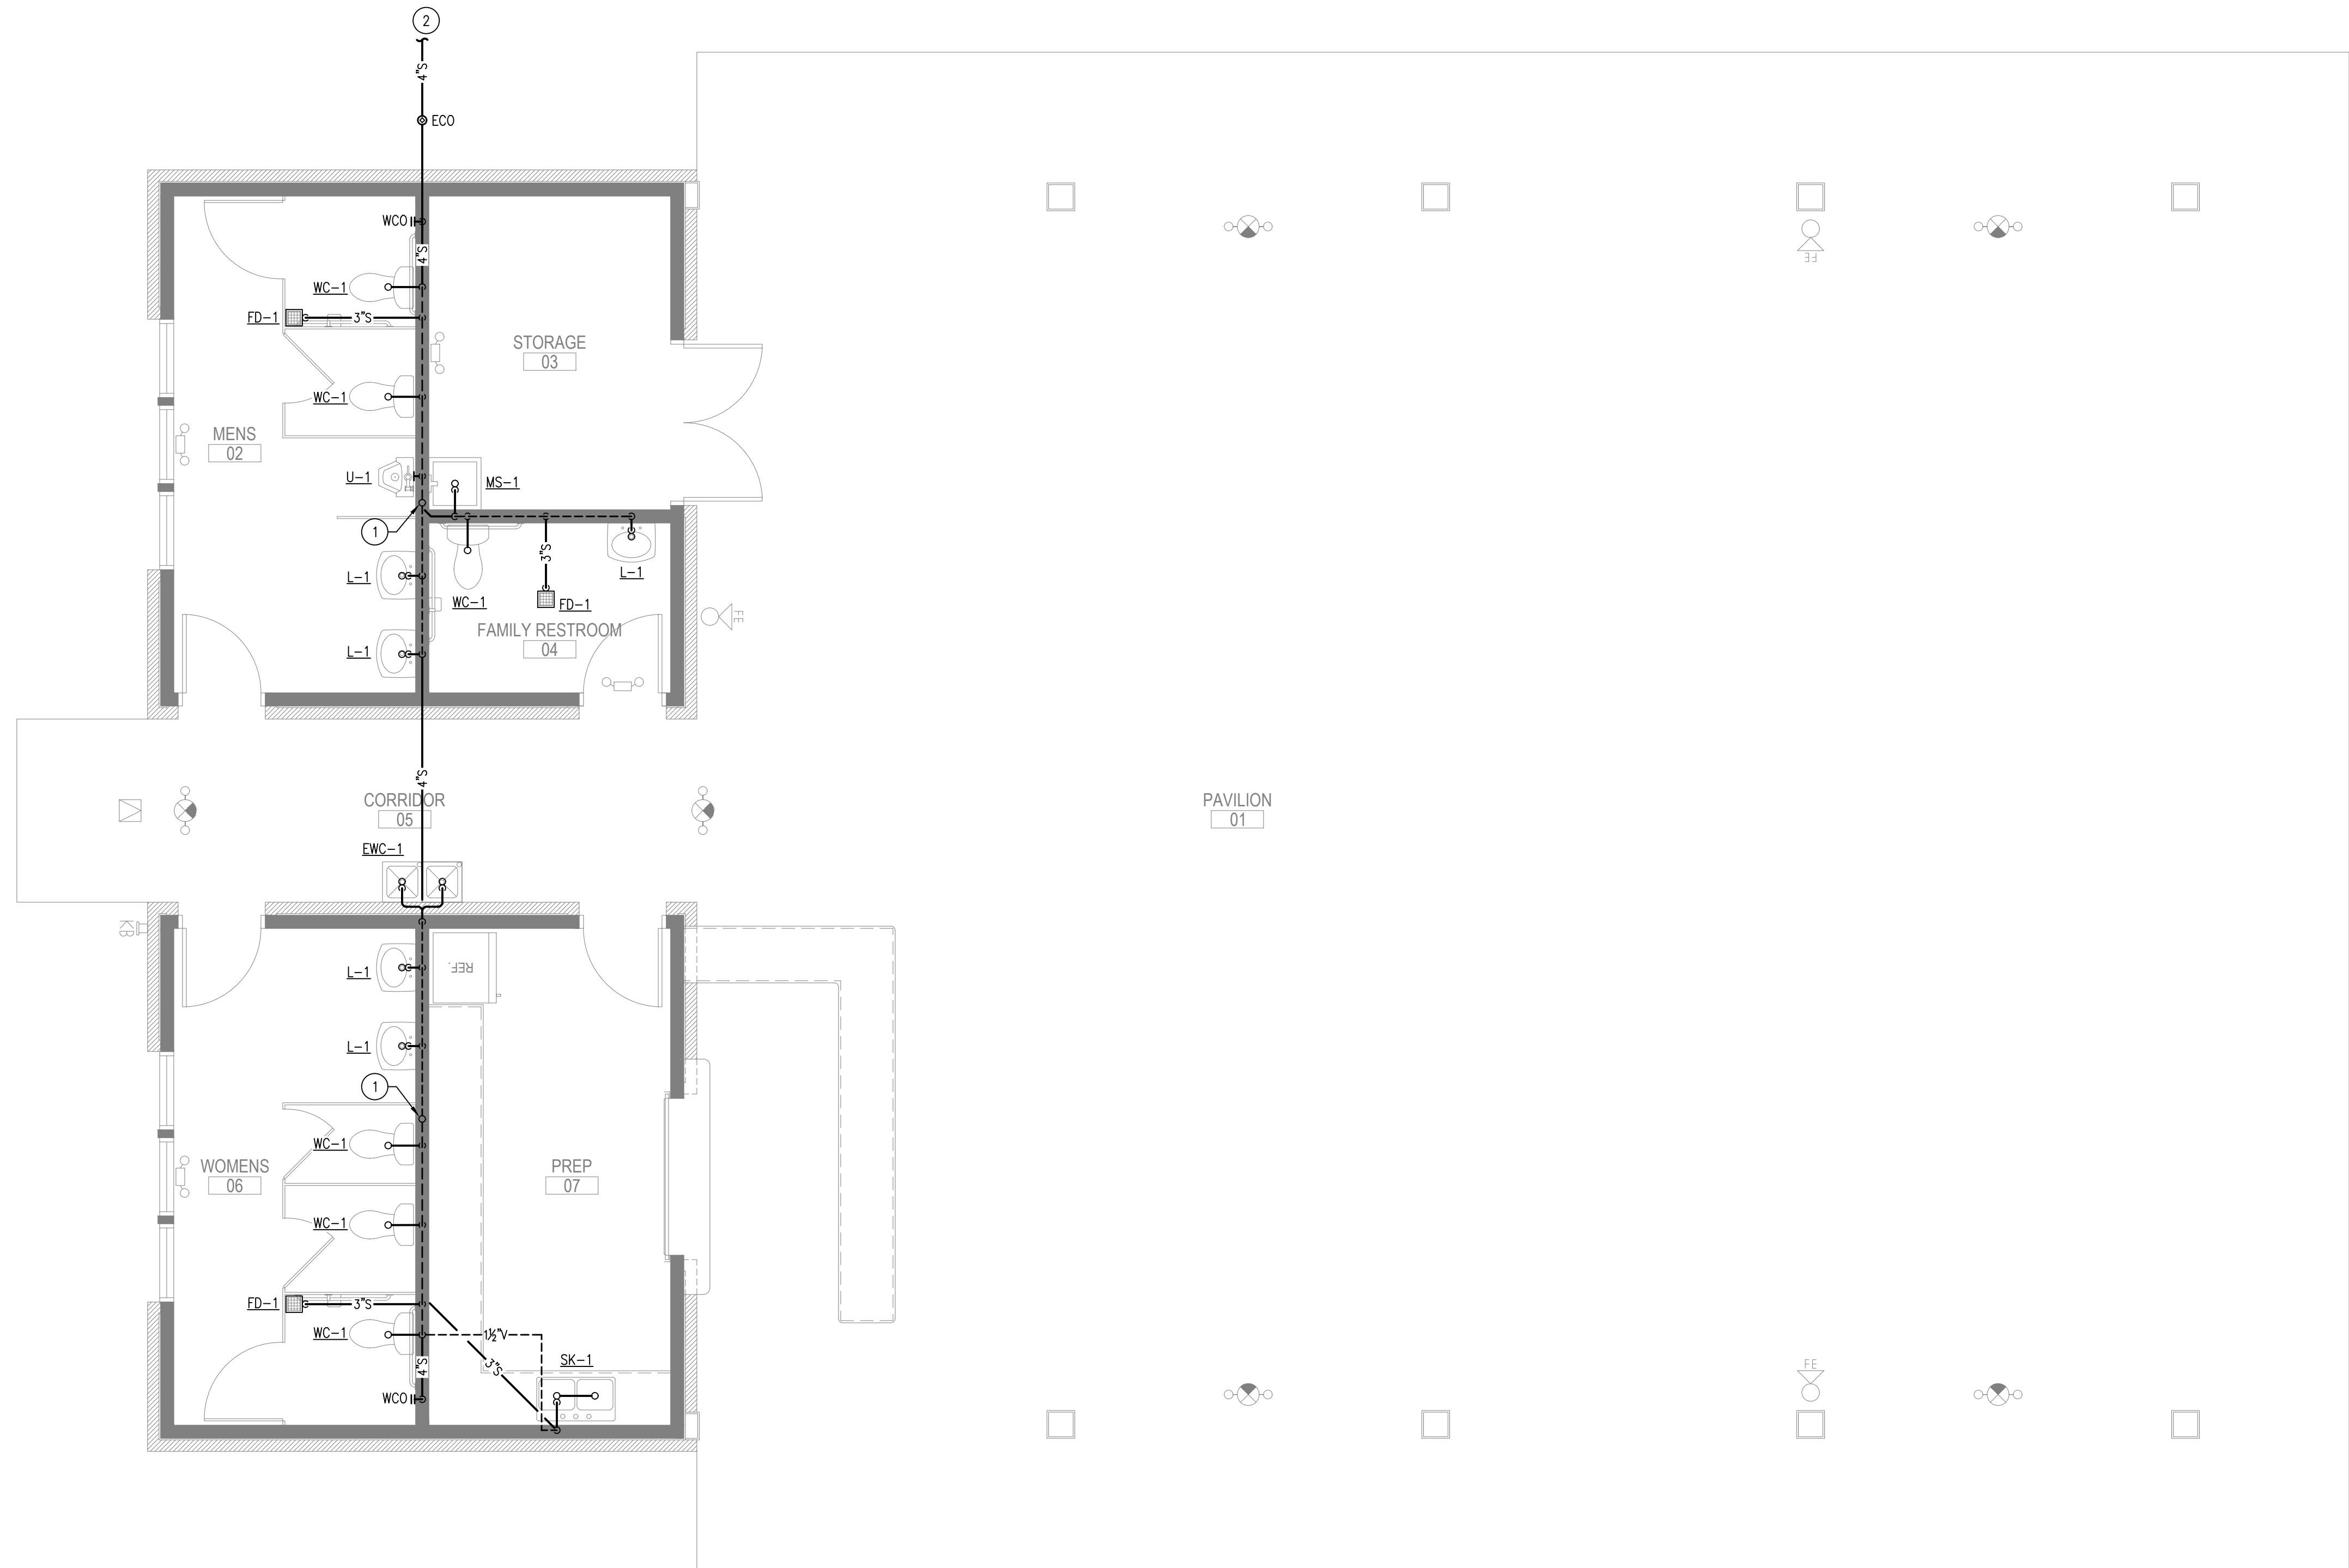 2
4"S
ECO
WCO
4"S
WC-1
FD-1
3"S
FE
STORAGE
03
WC-1
MENS
02
U-1
MS-1
1
3"S
L-1
L-1
WC-1
FD-1
FE
FAMILY RESTROOM
04
L-1
4"S
CORRIDOR
05
PAVILION
01
EWC-1
KB
L-1
REF.
L-1
1
WC-1
WOMENS
06
PREP
07
WC-1
FD-1
3"S
WC-1
1½"V
4"S
3"S
SK-1
FE
WCO